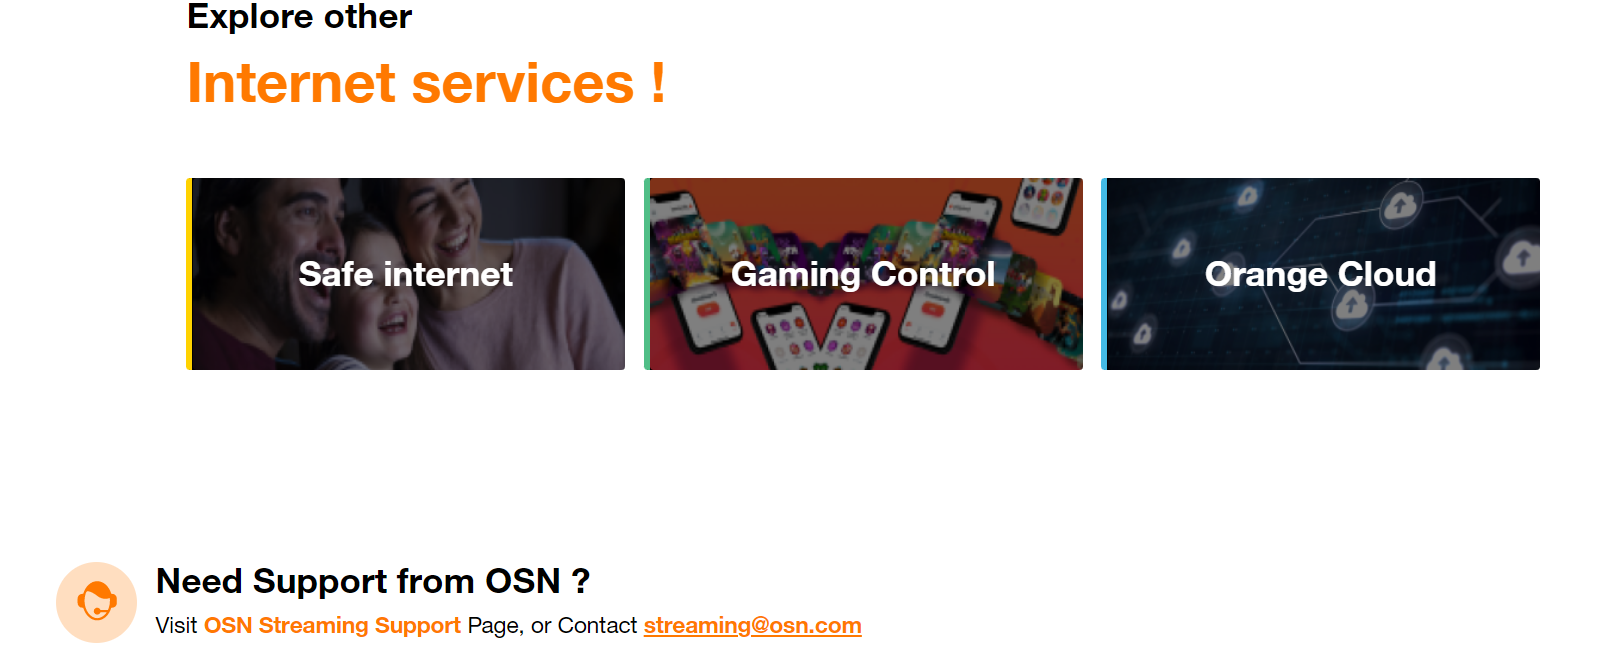 Explore other
Internet services !
Safe internet
Gaming Control
Orange Cloud
Need Support from OSN ?
Visit OSN Streaming Support Page, or Contact streaming@osn.com